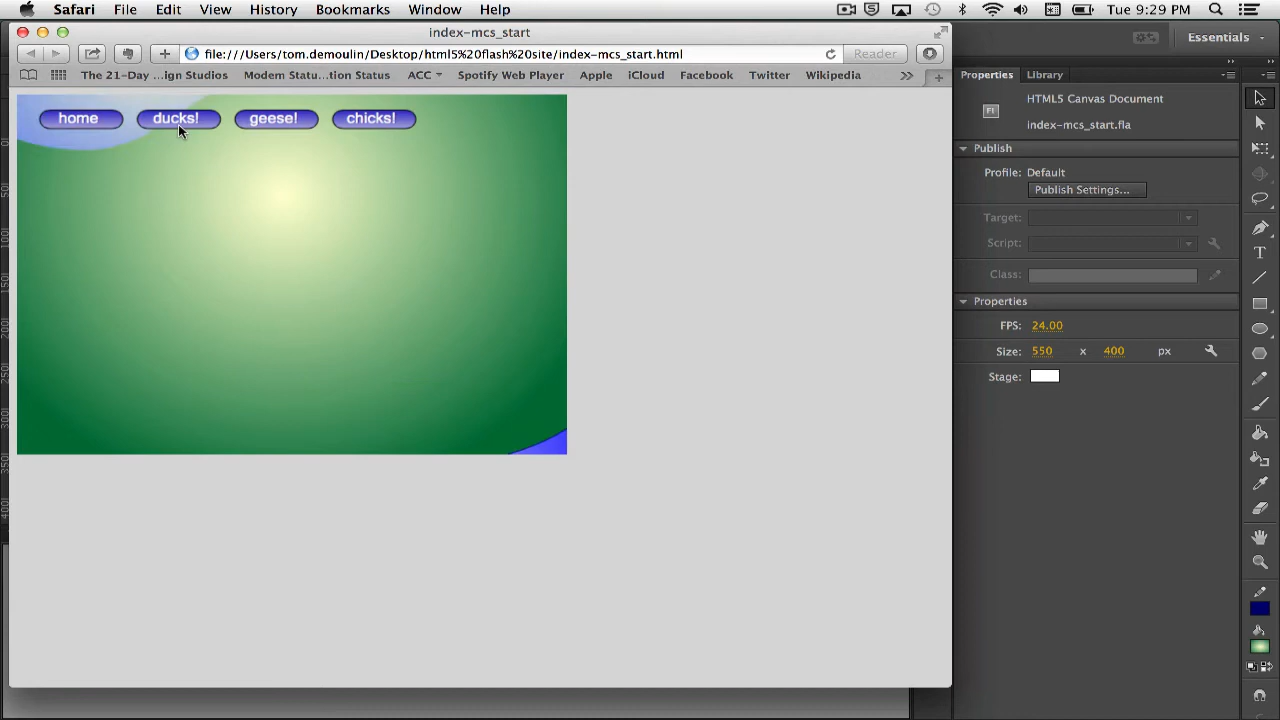 Safari File Edit View History Bookmarks Window Help Tue 9:29 PM
index-mcs_start
file:///Users/tom.demoulin/Desktop/html5%20flash%20site/index-mcs_start.html Reader
The 21-Day ...ign Studios Modern Statu...tion Status ACC Spotify Web Player Apple iCloud Facebook Twitter Wikipedia
home ducks! geese! chicks!
Essentials
Properties Library
Fl
HTML5 Canvas Document
index-mcs_start.fla
Publish
Profile: Default
Publish Settings...
Target:
Script:
Class:
Properties
FPS: 24.00
Size: 550 x 400 px
Stage: